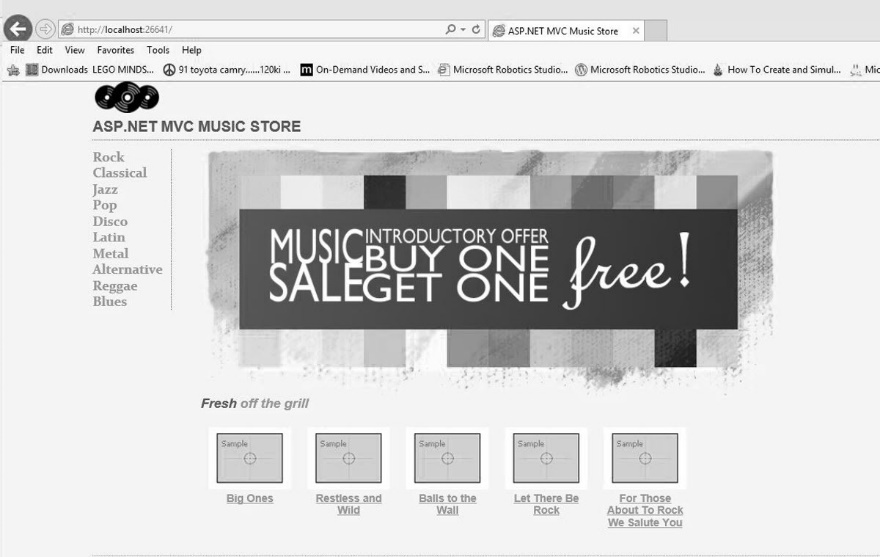 http://localhost:26641/
ASP.NET MVC Music Store
File Edit View Favorites Tools Help
Downloads LEGO MINDS... 91 toyota camry......120ki ... On-Demand Videos and S... Microsoft Robotics Studio... Microsoft Robotics Studio... How To Create and Simul... Mic
ASP.NET MVC MUSIC STORE
Rock
Classical
Jazz
Pop
Disco
Latin
Metal
Alternative
Reggae
Blues
MUSIC SALE
INTRODUCTORY OFFER
BUY ONE
GET ONE
free!
Fresh off the grill
Sample Sample Sample Sample Sample
Big Ones
Restless and
Wild
Balls to the
Wall
Let There Be
Rock
For Those
About To Rock
We Salute You